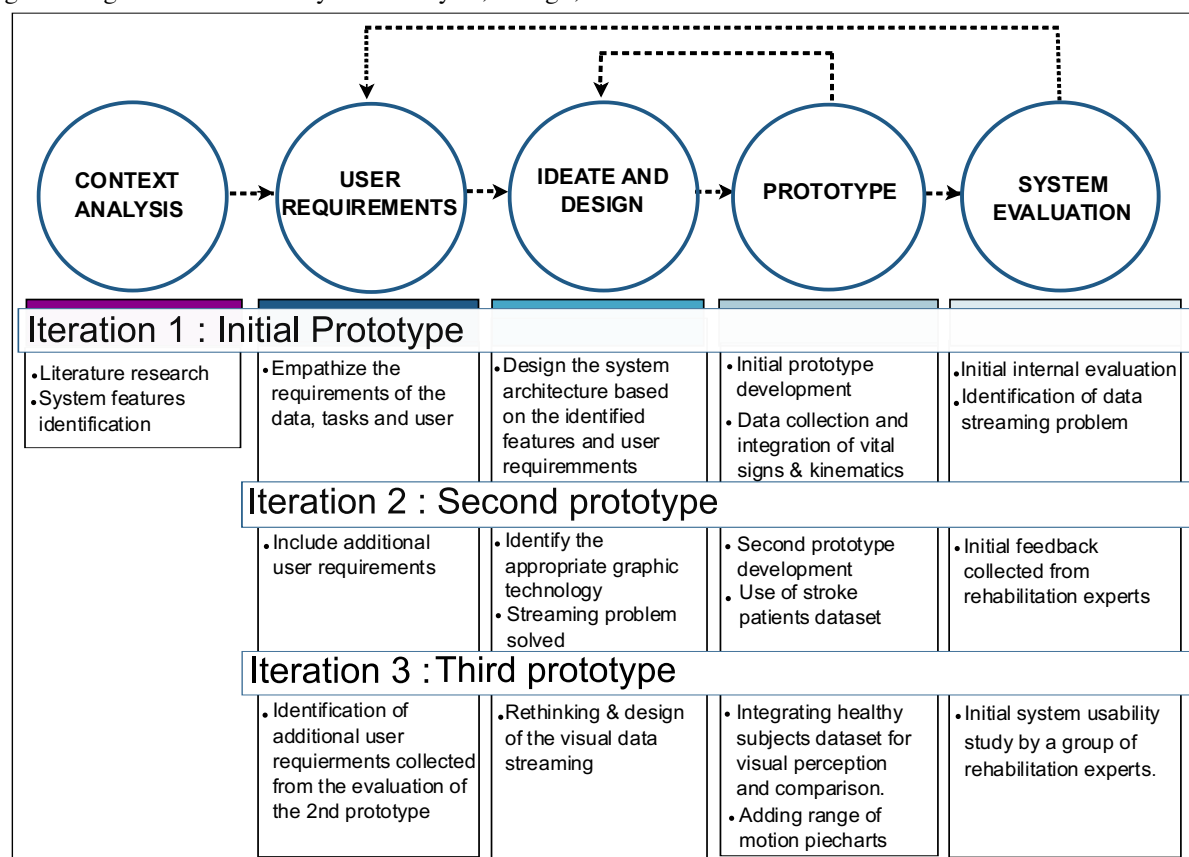 CONTEXT
ANALYSIS
USER
REQUIREMENTS
IDEATE AND
DESIGN
PROTOTYPE
SYSTEM
EVALUATION
Iteration 1 : Initial Prototype
• Literature research
• System features
identification
• Empathize the
requirements of the
data, tasks and user
• Design the system
architecture based
on the identified
features and user
requiremments
• Initial prototype
development
• Data collection and
integration of vital
signs & kinematics
• Initial internal evaluation
• Identification of data
streaming problem
Iteration 2 : Second prototype
• Include additional
user requirements
• Identify the
appropriate graphic
technology
• Streaming problem
solved
• Second prototype
development
• Use of stroke
patients dataset
• Initial feedback
collected from
rehabilitation experts
Iteration 3 : Third prototype
• Identification of
additional user
requierments collected
from the evaluation of
the 2nd prototype
• Rethinking & design
of the visual data
streaming
• Integrating healthy
subjects dataset for
visual perception
and comparison.
• Adding range of
motion piecharts
• Initial system usability
study by a group of
rehabilitation experts.